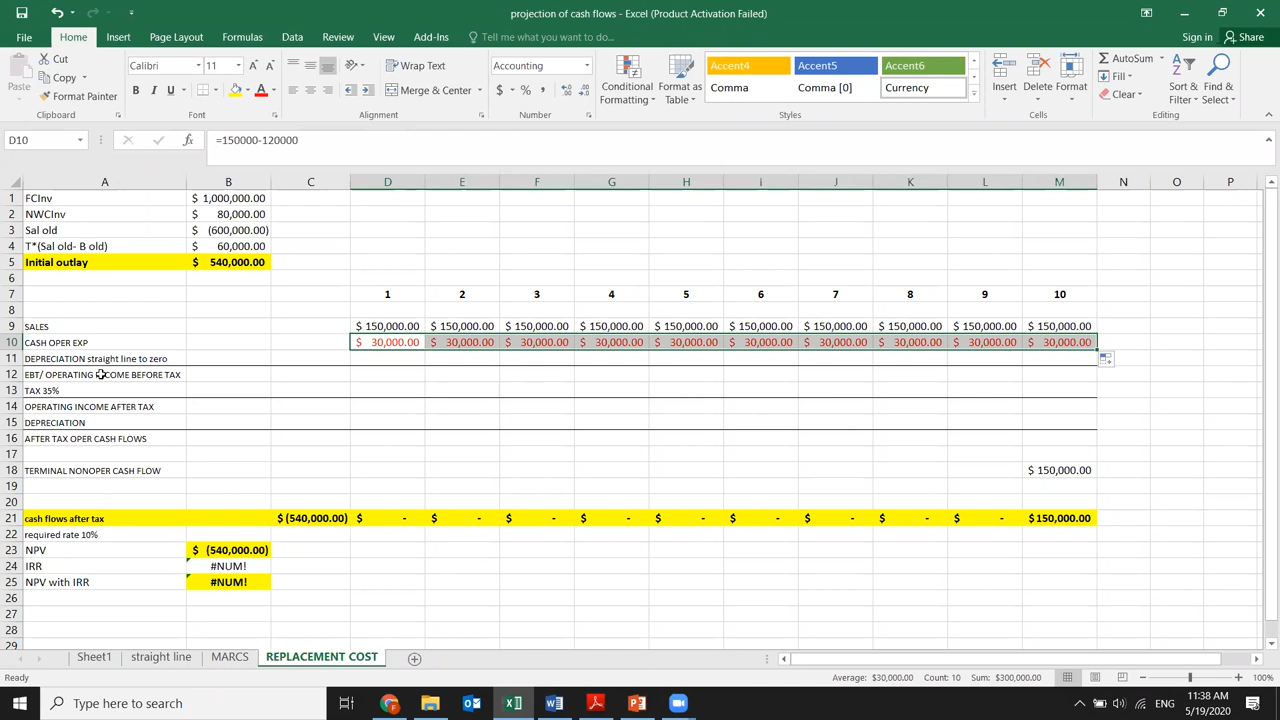 projection of cash flows - Excel (Product Activation Failed)
File Home Insert Page Layout Formulas Data Review View Add-Ins Tell me what you want to do... Sign in Share
Cut
Copy
Format Painter
Paste
Calibri 11
B I U A
Wrap Text
Merge & Center
Accounting
$ % ,
Conditional Formatting
Format as Table
Accent4 Accent5 Accent6
Comma Comma [0] Currency
Insert Delete Format
AutoSum
Fill
Clear
Sort & Filter
Find & Select
Clipboard Font Alignment Number Styles Cells Editing
D10 fx =150000-120000
A B C D E F G H I J K L M N O P
1 FCInv $ 1,000,000.00
2 NWCInv $ 80,000.00
3 Sal old $ (600,000.00)
4 T*(Sal old- B old) $ 60,000.00
5 Initial outlay $ 540,000.00
6
7 1 2 3 4 5 6 7 8 9 10
8
9 SALES $ 150,000.00 $ 150,000.00 $ 150,000.00 $ 150,000.00 $ 150,000.00 $ 150,000.00 $ 150,000.00 $ 150,000.00 $ 150,000.00 $ 150,000.00
10 CASH OPER EXP $ 30,000.00 $ 30,000.00 $ 30,000.00 $ 30,000.00 $ 30,000.00 $ 30,000.00 $ 30,000.00 $ 30,000.00 $ 30,000.00 $ 30,000.00
11 DEPRECIATION straight line to zero
12 EBT/ OPERATING INCOME BEFORE TAX
13 TAX 35%
14 OPERATING INCOME AFTER TAX
15 DEPRECIATION
16 AFTER TAX OPER CASH FLOWS
17
18 TERMINAL NONOPER CASH FLOW $ 150,000.00
19
20
21 cash flows after tax $ (540,000.00) $ - $ - $ - $ - $ - $ - $ - $ - $ - $ 150,000.00
22 required rate 10%
23 NPV $ (540,000.00)
24 IRR #NUM!
25 NPV with IRR #NUM!
26
27
28
29
Sheet1 straight line MARCS REPLACEMENT COST
Ready Average: $30,000.00 Count: 10 Sum: $300,000.00 100%
Type here to search
ENG
11:38 AM
5/19/2020